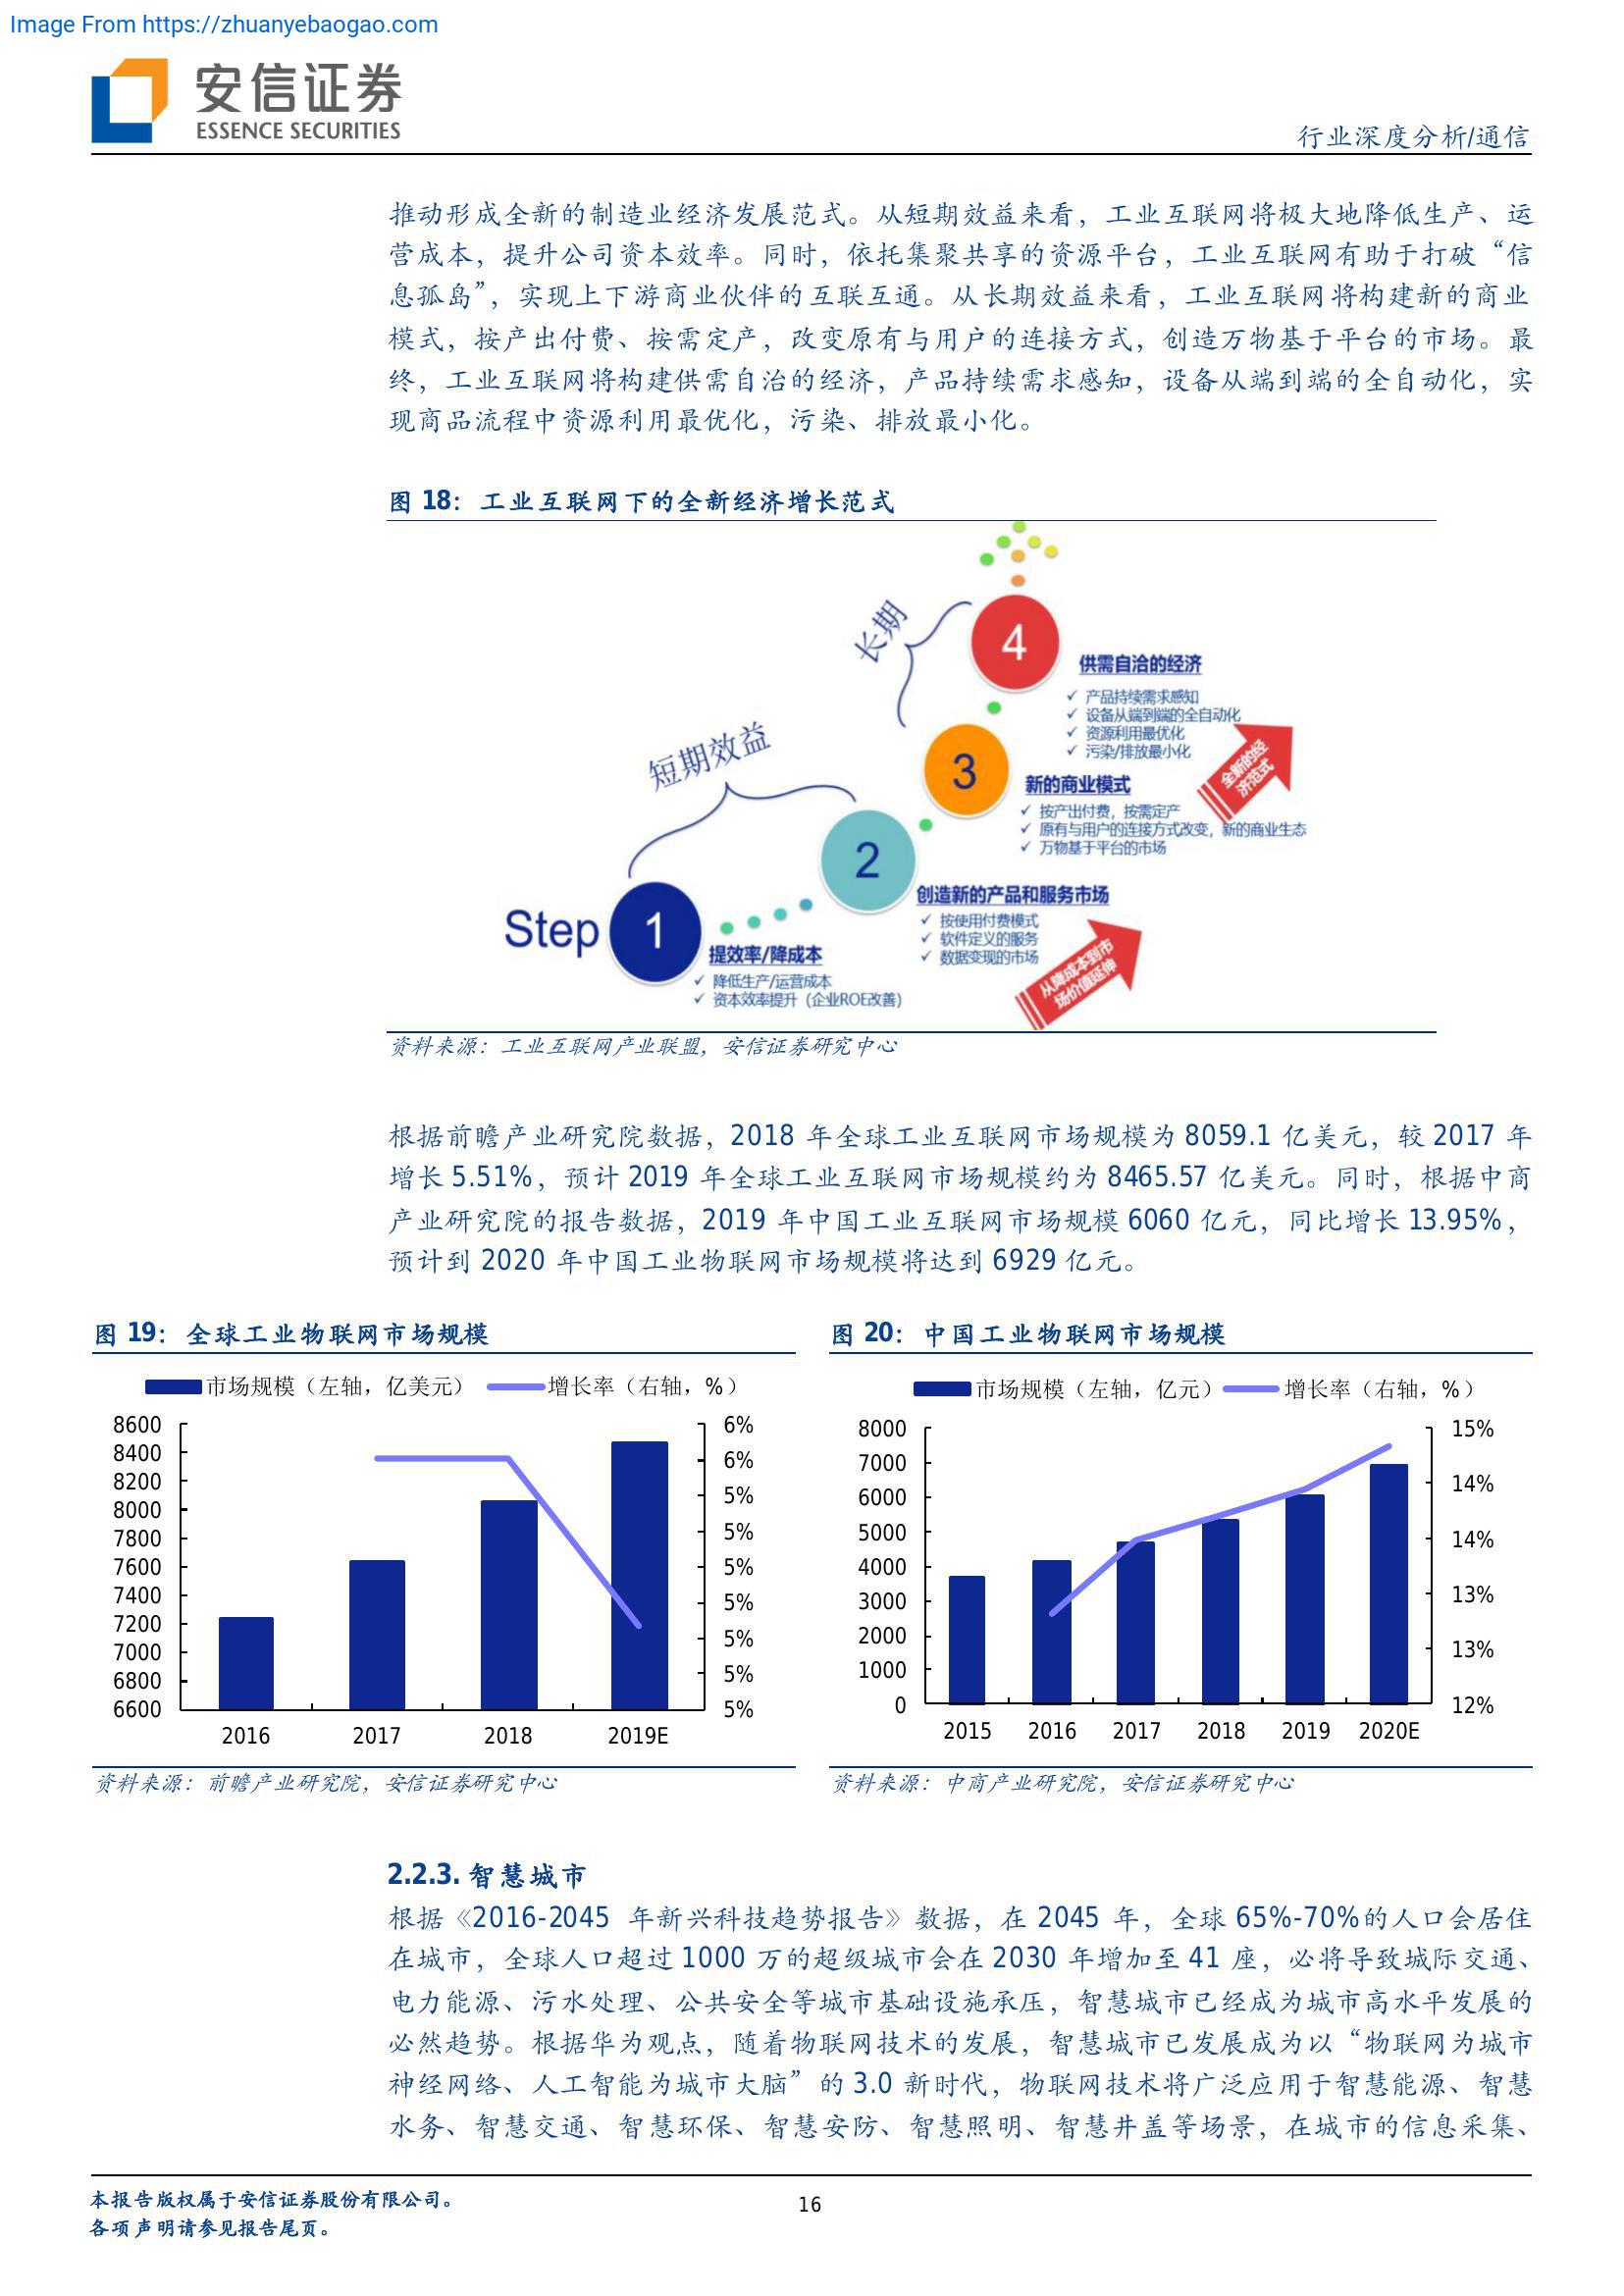 Image From https://zhuanyebaogao.com
安信证券
ESSENCE SECURITIES
行业深度分析/通信
推动形成全新的制造业经济发展范式。从短期效益来看，工业互联网将极大地降低生产、运
营成本，提升公司资本效率。同时，依托集聚共享的资源平台，工业互联网有助于打破“信
息孤岛”，实现上下游商业伙伴的互联互通。从长期效益来看，工业互联网将构建新的商业
模式，按产出付费、按需定产，改变原有与用户的连接方式，创造万物基于平台的市场。最
终，工业互联网将构建供需自治的经济，产品持续需求感知，设备从端到端的全自动化，实
现商品流程中资源利用最优化，污染、排放最小化。
图 18：工业互联网下的全新经济增长范式
长期
4
供需自洽的经济
✓ 产品持续需求感知
✓ 设备从端到端的全自动化
✓ 资源利用最优化
✓ 污染/排放最小化
全新的经
济范式
短期效益
3
新的商业模式
✓ 按产出付费，按需定产
✓ 原有与用户的连接方式改变，新的商业生态
✓ 万物基于平台的市场
2
创造新的产品和服务市场
✓ 按使用付费模式
✓ 软件定义的服务
✓ 数据变现的市场
从降成本到市
场价值延伸
Step 1
提效率/降成本
✓ 降低生产/运营成本
✓ 资本效率提升（企业ROE改善）
资料来源：工业互联网产业联盟，安信证券研究中心
根据前瞻产业研究院数据，2018 年全球工业互联网市场规模为 8059.1 亿美元，较 2017 年
增长 5.51%，预计 2019 年全球工业互联网市场规模约为 8465.57 亿美元。同时，根据中商
产业研究院的报告数据，2019 年中国工业互联网市场规模 6060 亿元，同比增长 13.95%，
预计到 2020 年中国工业物联网市场规模将达到 6929 亿元。
图 19：全球工业物联网市场规模
市场规模（左轴，亿美元） 增长率（右轴，%）
8600
8400
8200
8000
7800
7600
7400
7200
7000
6800
6600
6%
6%
5%
5%
5%
5%
5%
5%
5%
2016 2017 2018 2019E
资料来源：前瞻产业研究院，安信证券研究中心
图 20：中国工业物联网市场规模
市场规模（左轴，亿元） 增长率（右轴，%）
8000
7000
6000
5000
4000
3000
2000
1000
0
15%
14%
14%
13%
13%
12%
2015 2016 2017 2018 2019 2020E
资料来源：中商产业研究院，安信证券研究中心
2.2.3. 智慧城市
根据《2016-2045 年新兴科技趋势报告》数据，在 2045 年，全球 65%-70%的人口会居住
在城市，全球人口超过 1000 万的超级城市会在 2030 年增加至 41 座，必将导致城际交通、
电力能源、污水处理、公共安全等城市基础设施承压，智慧城市已经成为城市高水平发展的
必然趋势。根据华为观点，随着物联网技术的发展，智慧城市已发展成为以“物联网为城市
神经网络、人工智能为城市大脑”的 3.0 新时代，物联网技术将广泛应用于智慧能源、智慧
水务、智慧交通、智慧环保、智慧安防、智慧照明、智慧井盖等场景，在城市的信息采集、
本报告版权属于安信证券股份有限公司。
各项声明请参见报告尾页。
16